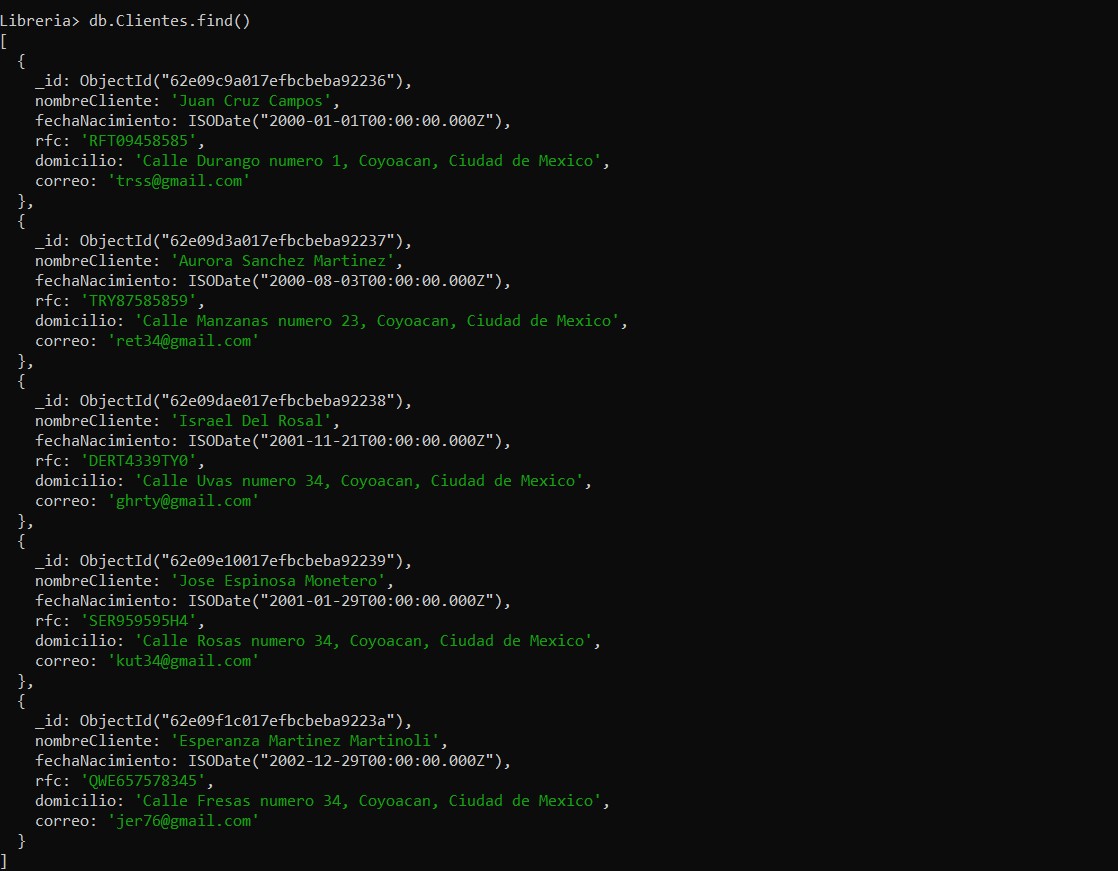 Libreria> db.Clientes.find()
[
  {
    _id: ObjectId("62e09c9a017efbcbeba92236"),
    nombreCliente: 'Juan Cruz Campos',
    fechaNacimiento: ISODate("2000-01-01T00:00:00.000Z"),
    rfc: 'RFT09458585',
    domicilio: 'Calle Durango numero 1, Coyoacan, Ciudad de Mexico',
    correo: 'trss@gmail.com'
  },
  {
    _id: ObjectId("62e09d3a017efbcbeba92237"),
    nombreCliente: 'Aurora Sanchez Martinez',
    fechaNacimiento: ISODate("2000-08-03T00:00:00.000Z"),
    rfc: 'TRY87585859',
    domicilio: 'Calle Manzanas numero 23, Coyoacan, Ciudad de Mexico',
    correo: 'ret34@gmail.com'
  },
  {
    _id: ObjectId("62e09dae017efbcbeba92238"),
    nombreCliente: 'Israel Del Rosal',
    fechaNacimiento: ISODate("2001-11-21T00:00:00.000Z"),
    rfc: 'DERT4339TY0',
    domicilio: 'Calle Uvas numero 34, Coyoacan, Ciudad de Mexico',
    correo: 'ghrty@gmail.com'
  },
  {
    _id: ObjectId("62e09e10017efbcbeba92239"),
    nombreCliente: 'Jose Espinosa Monetero',
    fechaNacimiento: ISODate("2001-01-29T00:00:00.000Z"),
    rfc: 'SER959595H4',
    domicilio: 'Calle Rosas numero 34, Coyoacan, Ciudad de Mexico',
    correo: 'kut34@gmail.com'
  },
  {
    _id: ObjectId("62e09f1c017efbcbeba9223a"),
    nombreCliente: 'Esperanza Martinez Martinoli',
    fechaNacimiento: ISODate("2002-12-29T00:00:00.000Z"),
    rfc: 'QWE657578345',
    domicilio: 'Calle Fresas numero 34, Coyoacan, Ciudad de Mexico',
    correo: 'jer76@gmail.com'
  }
]